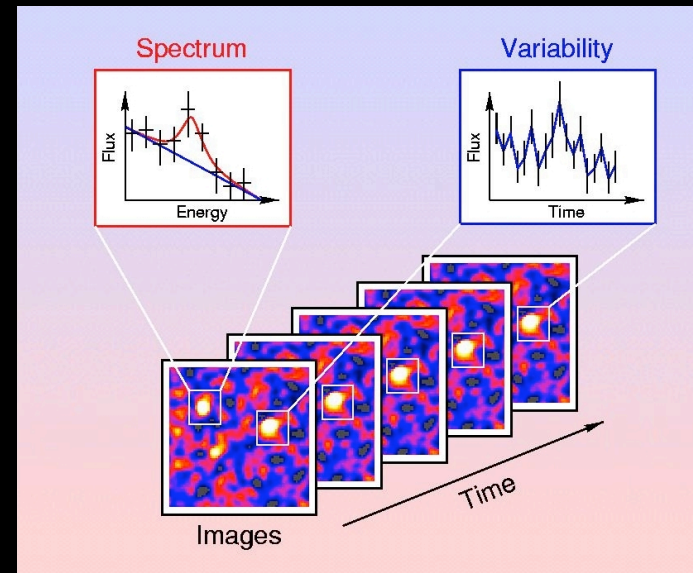 Spectrum
Variability
Flux
Energy
Flux
Time
Time
Images